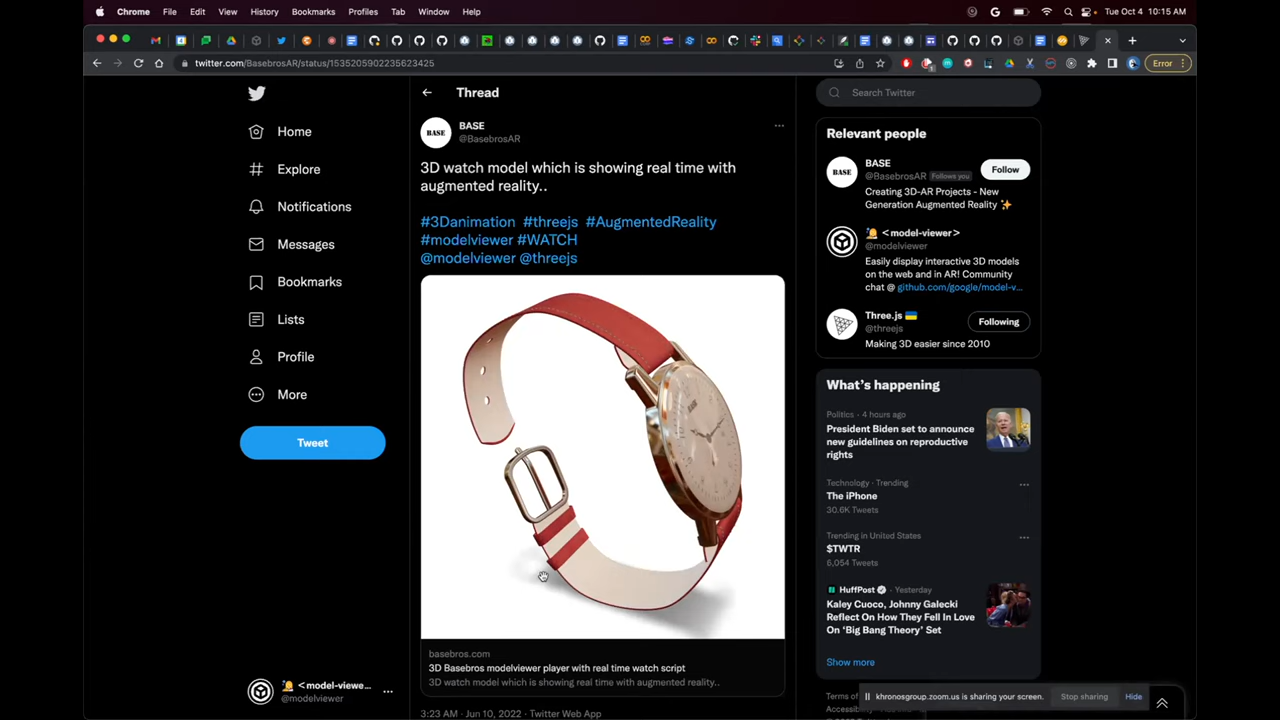 Chrome File Edit View History Bookmarks Profiles Tab Window Help
Tue Oct 4 10:15 AM
twitter.com/BasebrosAR/status/1535205902235623425
Error
Home
Explore
Notifications
Messages
Bookmarks
Lists
Profile
More
Tweet
<model-viewe...
@modelviewer
Thread
BASE
BASE
@BasebrosAR
3D watch model which is showing real time with
augmented reality..
#3Danimation #threejs #AugmentedReality
#modelviewer #WATCH
@modelviewer @threejs
basebros.com
3D Basebros modelviewer player with real time watch script
3D watch model which is showing real time with augmented reality..
3:23 AM · Jun 10, 2022 · Twitter Web App
Search Twitter
Relevant people
BASE
BASE
@BasebrosAR Follows you
Follow
Creating 3D-AR Projects - New
Generation Augmented Reality
<model-viewer>
@modelviewer
Easily display interactive 3D models
on the web and in AR! Community
chat @ github.com/google/model-v...
Three.js
@threejs
Following
Making 3D easier since 2010
What's happening
Politics · 4 hours ago
President Biden set to announce
new guidelines on reproductive
rights
Technology · Trending
The iPhone
30.6K Tweets
Trending in United States
$TWTR
6,054 Tweets
HuffPost · Yesterday
Kaley Cuoco, Johnny Galecki
Reflect On How They Fell In Love
On 'Big Bang Theory' Set
Show more
Terms of
khronosgroup.zoom.us is sharing your screen.
Stop sharing
Hide